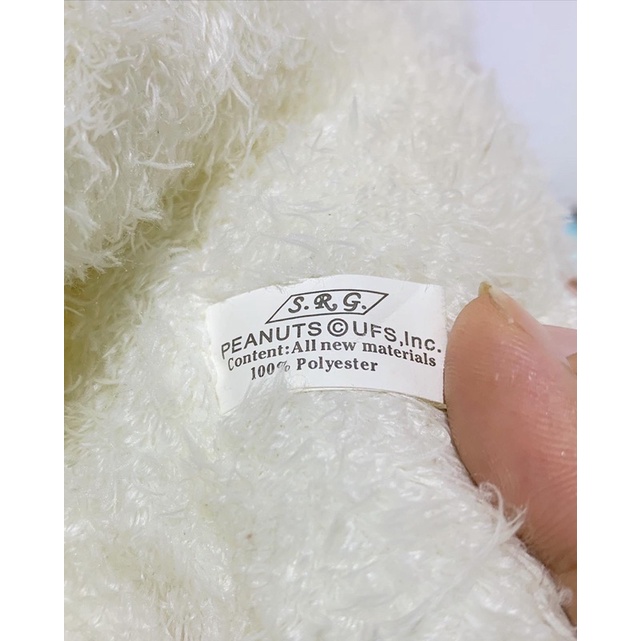 S.R.G.
PEANUTS © UFS,Inc.
Content:All new materials
100% Polyester